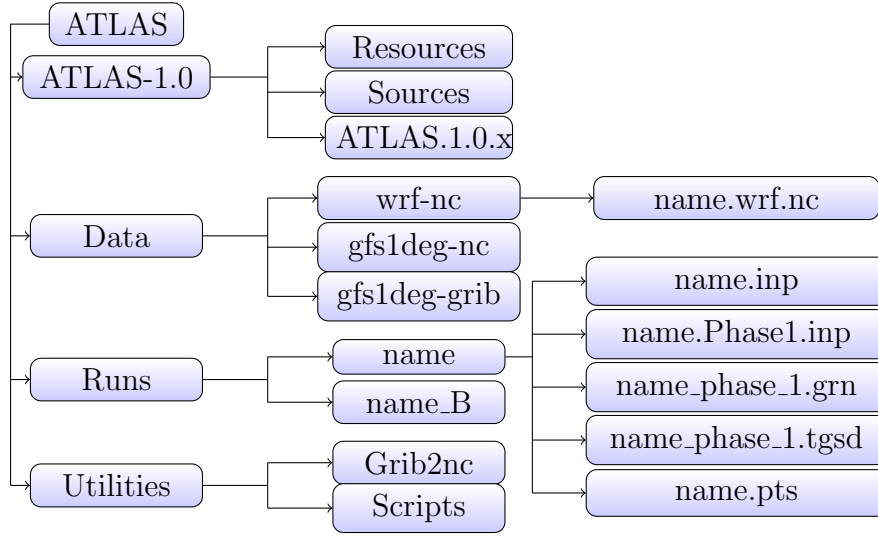 ATLAS
ATLAS-1.0
Resources
Sources
ATLAS.1.0.x
Data
wrf-nc
name.wrf.nc
gfs1deg-nc
gfs1deg-grib
Runs
name
name.inp
name.Phase1.inp
name_phase_1.grn
name_phase_1.tgsd
name.pts
name_B
Utilities
Grib2nc
Scripts